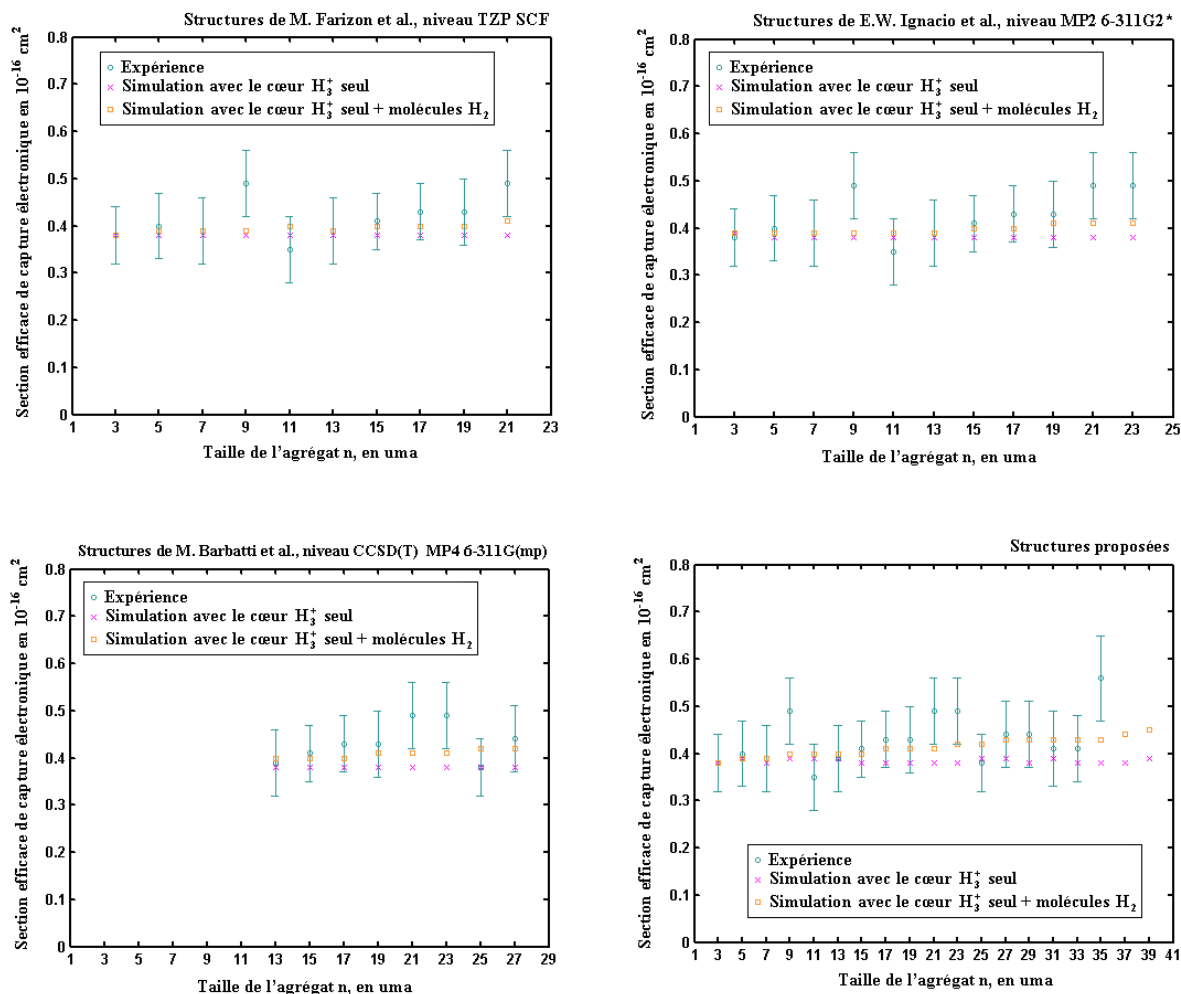 Structures de M. Farizon et al., niveau TZP SCF
Section efficace de capture électronique en 10⁻¹⁶ cm²
0.8
0.7
0.6
0.5
0.4
0.3
0.2
0.1
0
Expérience
Simulation avec le cœur H₃⁺ seul
Simulation avec le cœur H₃⁺ seul + molécules H₂
1 3 5 7 9 11 13 15 17 19 21 23
Taille de l'agrégat n, en uma
Structures de E.W. Ignacio et al., niveau MP2 6-311G2*
Section efficace de capture électronique en 10⁻¹⁶ cm²
0.8
0.7
0.6
0.5
0.4
0.3
0.2
0.1
0
Expérience
Simulation avec le cœur H₃⁺ seul
Simulation avec le cœur H₃⁺ seul + molécules H₂
1 3 5 7 9 11 13 15 17 19 21 23 25
Taille de l'agrégat n, en uma
Structures de M. Barbatti et al., niveau CCSD(T) MP4 6-311G(mp)
Section efficace de capture électronique en 10⁻¹⁶ cm²
0.8
0.7
0.6
0.5
0.4
0.3
0.2
0.1
0
Expérience
Simulation avec le cœur H₃⁺ seul
Simulation avec le cœur H₃⁺ seul + molécules H₂
1 3 5 7 9 11 13 15 17 19 21 23 25 27 29
Taille de l'agrégat n, en uma
Structures proposées
Section efficace de capture électronique en 10⁻¹⁶ cm²
0.8
0.7
0.6
0.5
0.4
0.3
0.2
0.1
0
Expérience
Simulation avec le cœur H₃⁺ seul
Simulation avec le cœur H₃⁺ seul + molécules H₂
1 3 5 7 9 11 13 15 17 19 21 23 25 27 29 31 33 35 37 39 41
Taille de l'agrégat n, en uma